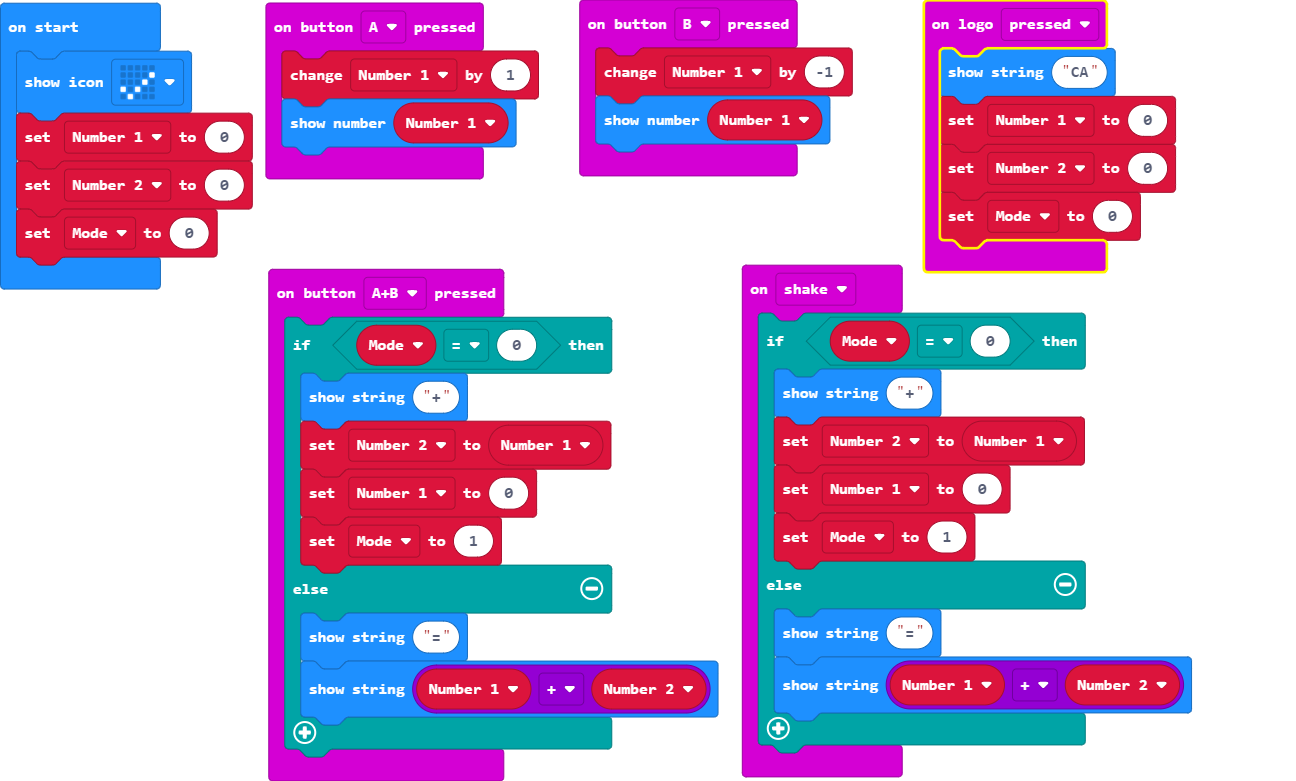 on start
show icon
set Number 1 to 0
set Number 2 to 0
set Mode to 0
on button A pressed
change Number 1 by 1
show number Number 1
on button B pressed
change Number 1 by -1
show number Number 1
on logo pressed
show string "CA"
set Number 1 to 0
set Number 2 to 0
set Mode to 0
on button A+B pressed
if Mode = 0 then
show string "+"
set Number 2 to Number 1
set Number 1 to 0
set Mode to 1
else
show string "="
show string Number 1 + Number 2
on shake
if Mode = 0 then
show string "+"
set Number 2 to Number 1
set Number 1 to 0
set Mode to 1
else
show string "="
show string Number 1 + Number 2